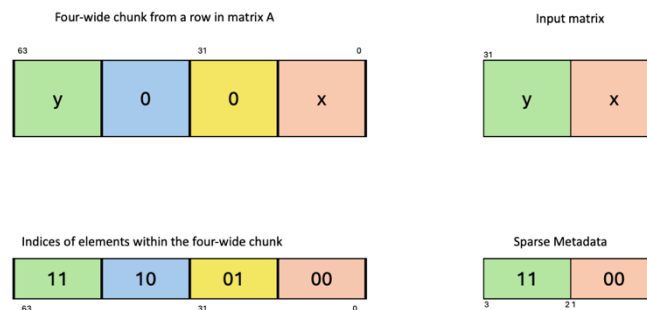 Four-wide chunk from a row in matrix A
Input matrix
63 31 0
31
y 0 0 x
y x
Indices of elements within the four-wide chunk
Sparse Metadata
11 10 01 00
11 00
63 31 0
3 2 1